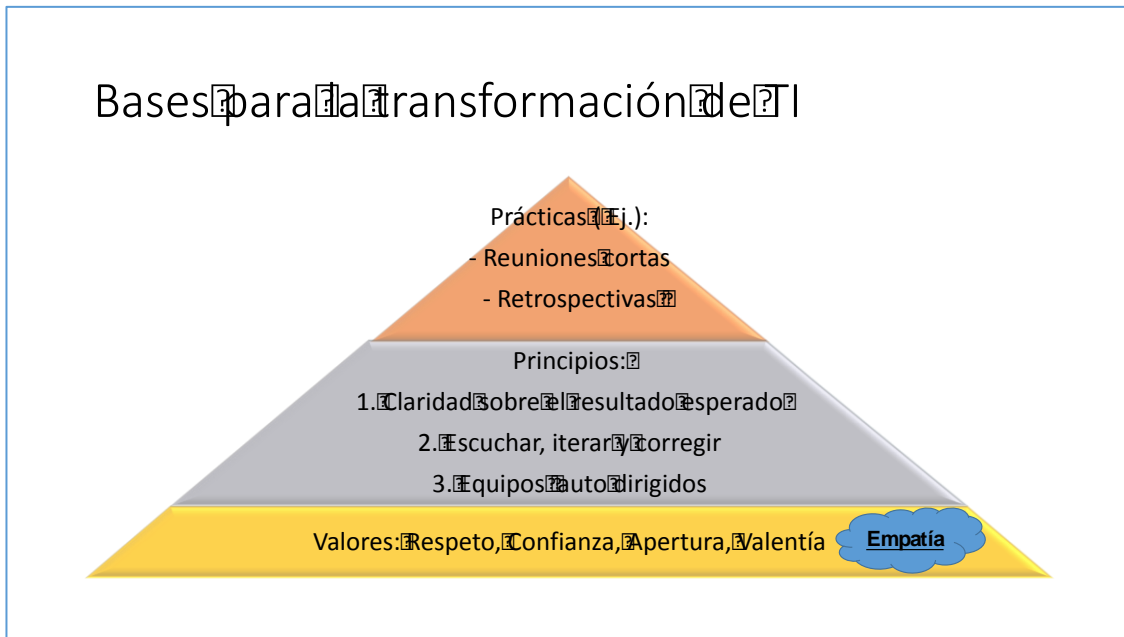 Bases para la transformación de TI
Prácticas (Ej.):
- Reuniones cortas
- Retrospectivas
Principios:
1. Claridad sobre el resultado esperado
2. Escuchar, iterar y corregir
3. Equipos auto dirigidos
Valores: Respeto, Confianza, Apertura, Valentía
Empatía